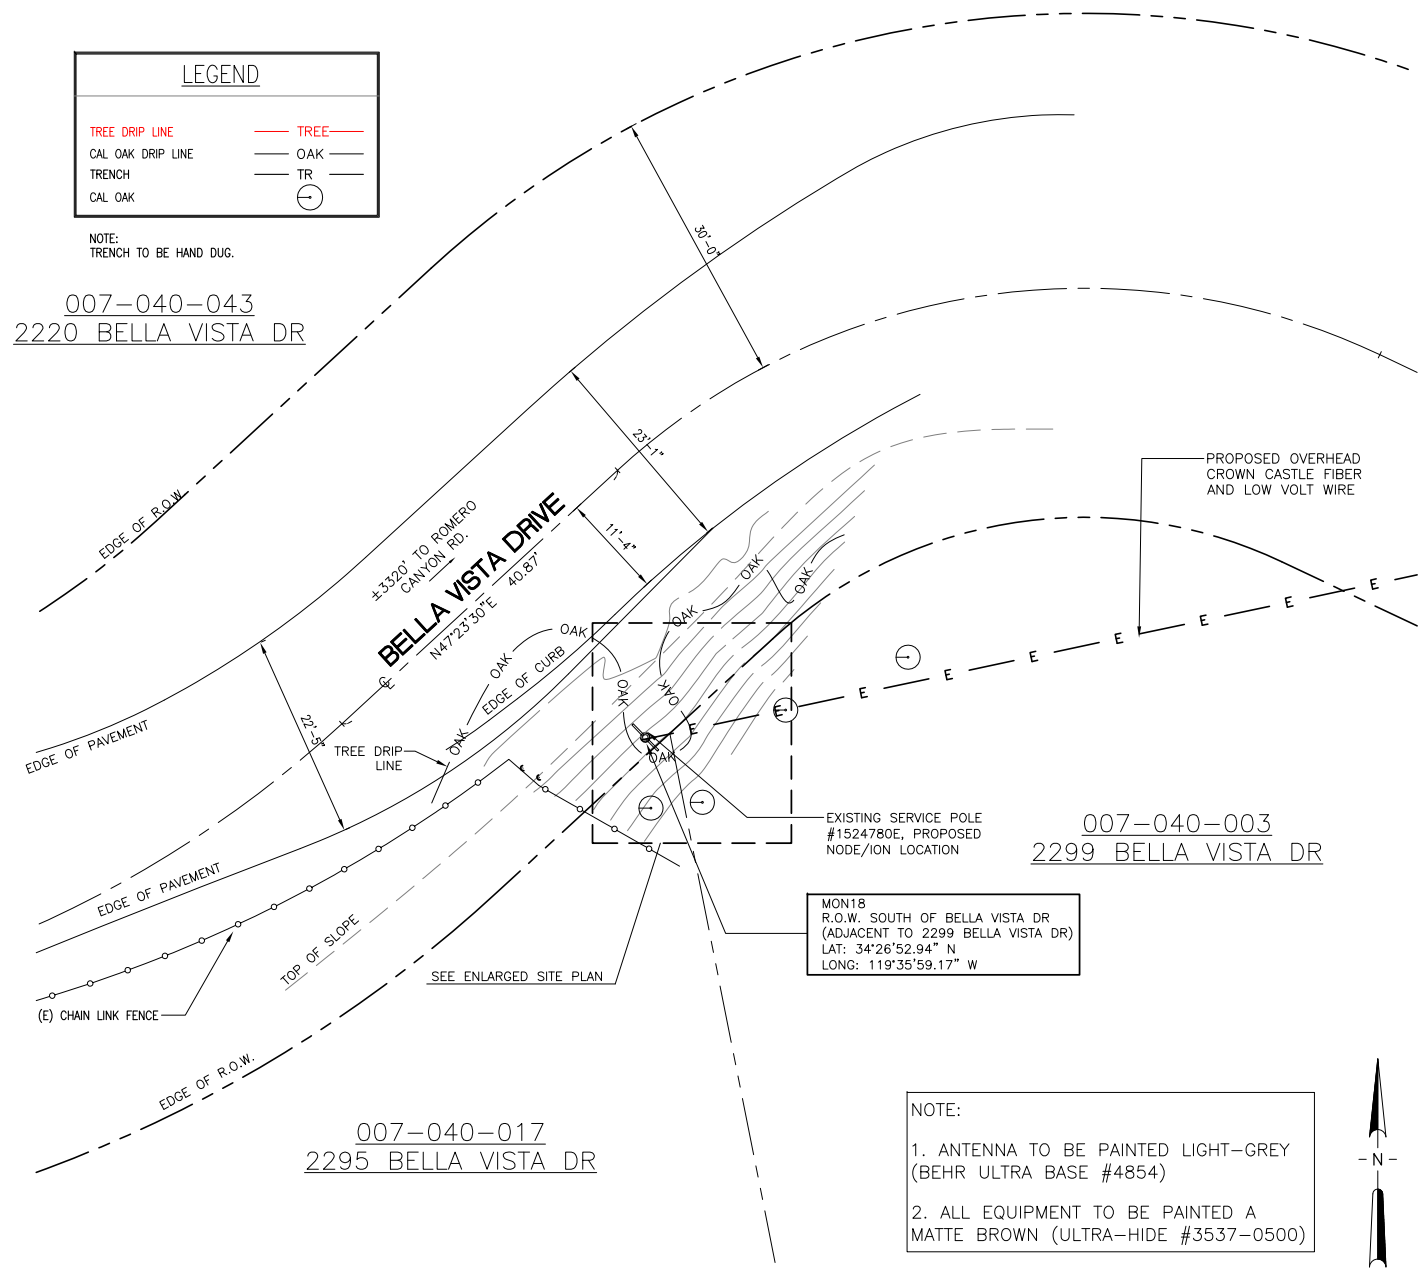 LEGEND
TREE DRIP LINE TREE
CAL OAK DRIP LINE OAK
TRENCH TR
CAL OAK
NOTE:
TRENCH TO BE HAND DUG.
007-040-043
2220 BELLA VISTA DR
30'-0"
23'-1"
11'-4"
22'-5"
EDGE OF R.O.W.
±3320' TO ROMERO
CANYON RD.
BELLA VISTA DRIVE
N47°23'30"E 40.87'
PROPOSED OVERHEAD
CROWN CASTLE FIBER
AND LOW VOLT WIRE
OAK
OAK
OAK
OAK
OAK
OAK
OAK
OAK
OAK
E
E
E
E
E
E
E
E
E
EDGE OF CURB
EDGE OF PAVEMENT
TREE DRIP
LINE
EDGE OF PAVEMENT
TOP OF SLOPE
(E) CHAIN LINK FENCE
SEE ENLARGED SITE PLAN
EDGE OF R.O.W.
EXISTING SERVICE POLE
#1524780E, PROPOSED
NODE/ION LOCATION
007-040-003
2299 BELLA VISTA DR
MON18
R.O.W. SOUTH OF BELLA VISTA DR
(ADJACENT TO 2299 BELLA VISTA DR)
LAT: 34°26'52.94" N
LONG: 119°35'59.17" W
007-040-017
2295 BELLA VISTA DR
NOTE:
1. ANTENNA TO BE PAINTED LIGHT-GREY
(BEHR ULTRA BASE #4854)
2. ALL EQUIPMENT TO BE PAINTED A
MATTE BROWN (ULTRA-HIDE #3537-0500)
N